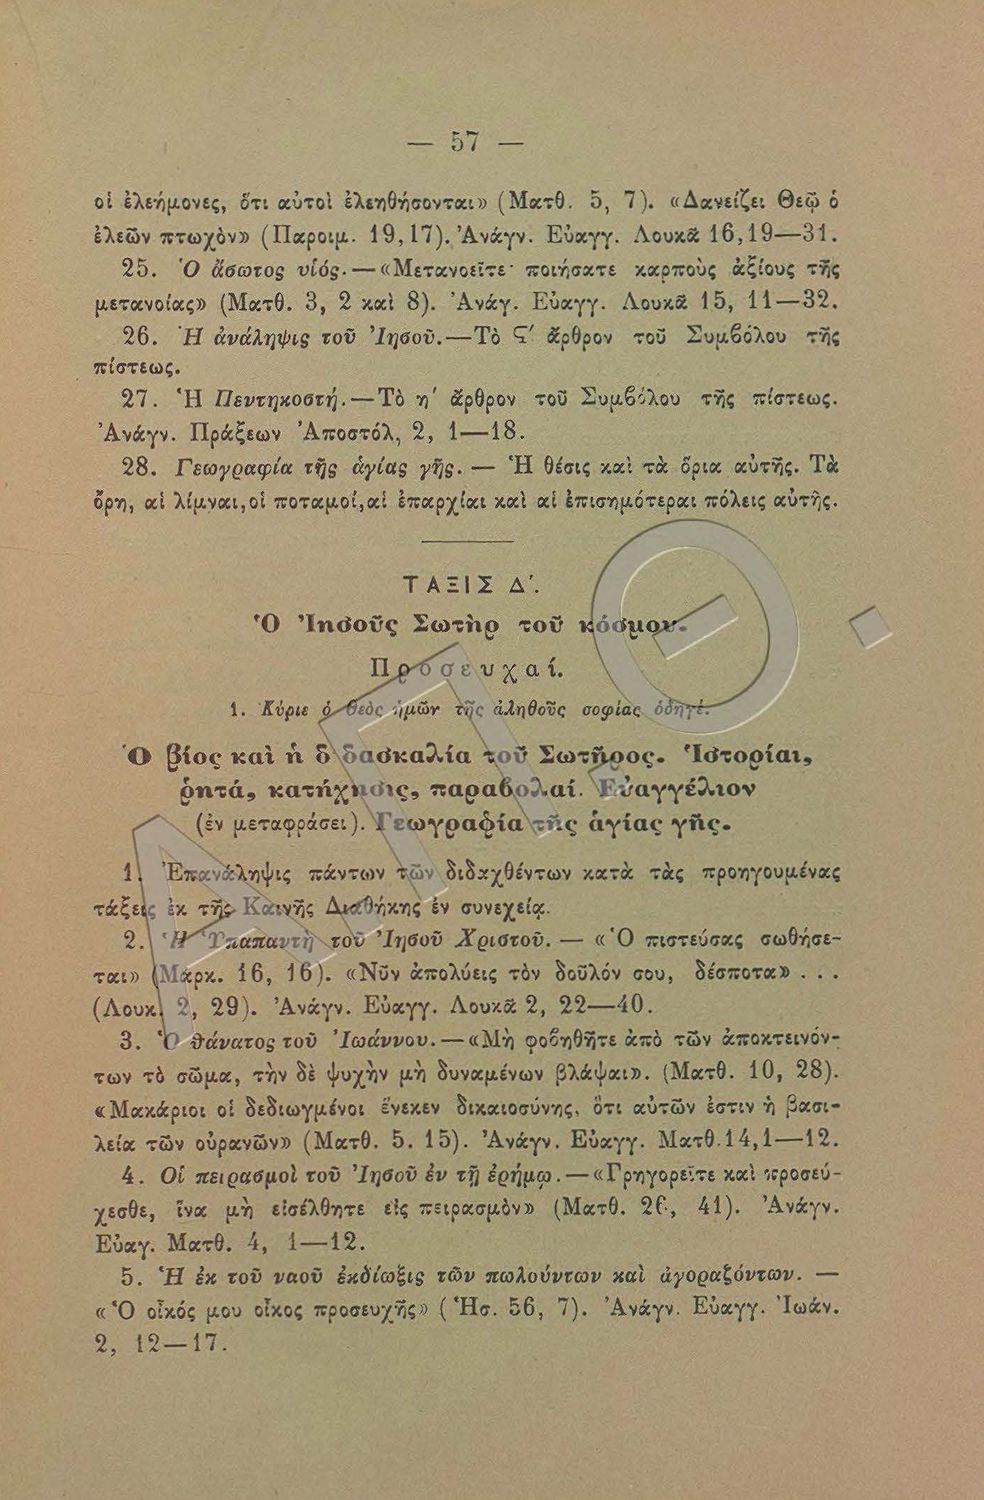 — 57 —
οἱ ἐλεήμονες, ὅτι αὐτοὶ ἐλεηθήσονται» (Ματθ. 5, 7). «Δανείζει Θεῷ ὁ
ἐλεῶν πτωχὸν» (Παροιμ. 19,17). Ἀνάγν. Εὐαγγ. Λουκᾶ 16,19—31.
25. Ὁ ἄσωτος υἱός.—«Μετανοεῖτε· ποιήσατε καρποὺς ἀξίους τῆς
μετανοίας» (Ματθ. 3, 2 καὶ 8). Ἀνάγ. Εὐαγγ. Λουκᾶ 15, 11—32.
26. Ἡ ἀνάληψις τοῦ Ἰησοῦ.—Τὸ Ϛ΄ ἄρθρον τοῦ Συμβόλου τῆς
πίστεως.
27. Ἡ Πεντηκοστή.—Τὸ η΄ ἄρθρον τοῦ Συμβόλου τῆς πίστεως.
Ἀνάγν. Πράξεων Ἀποστόλ, 2, 1—18.
28. Γεωγραφία τῆς ἁγίας γῆς.— Ἡ θέσις καὶ τὰ ὅρια αὐτῆς. Τὰ
ὄρη, αἱ λίμναι,οἱ ποταμοί,αἱ ἐπαρχίαι καὶ αἱ ἐπισημότεραι πόλεις αὐτῆς.
ΤΑΞΙΣ Δ΄.
Ὁ Ἰησοῦς Σωτὴρ τοῦ κόσμου.
Προσευχαί.
1. Κύριε ὁ Θεὸς ἡμῶν τῆς ἀληθοῦς σοφίας ὁδηγέ.
Ὁ βίος καὶ ἡ διδασκαλία τοῦ Σωτῆρος. Ἱστορίαι,
ῥητά, κατήχησις, παραβολαί. Εὐαγγέλιον
(ἐν μεταφράσει). Γεωγραφία τῆς ἁγίας γῆς.
1. Ἐπανάληψις πάντων τῶν διδαχθέντων κατὰ τὰς προηγουμένας
τάξεις ἐκ τῆς Καινῆς Διαθήκης ἐν συνεχείᾳ.
2. Ἡ Ὑπαπαντὴ τοῦ Ἰησοῦ Χριστοῦ.— «Ὁ πιστεύσας σωθήσε-
ται» (Μάρκ. 16, 16). «Νῦν ἀπολύεις τὸν δοῦλόν σου, δέσποτα» . . .
(Λουκ. 2, 29). Ἀνάγν. Εὐαγγ. Λουκᾶ 2, 22—40.
3. Ὁ θάνατος τοῦ Ἰωάννου.—«Μὴ φοβηθῆτε ἀπὸ τῶν ἀποκτεινόν-
των τὸ σῶμα, τὴν δὲ ψυχὴν μὴ δυναμένων βλάψαι». (Ματθ. 10, 28).
«Μακάριοι οἱ δεδιωγμένοι ἕνεκεν δικαιοσύνης, ὅτι αὐτῶν ἐστιν ἡ βασι-
λεία τῶν οὐρανῶν» (Ματθ. 5. 15). Ἀνάγν. Εὐαγγ. Ματθ.14,1—12.
4. Οἱ πειρασμοὶ τοῦ Ἰησοῦ ἐν τῇ ἐρήμῳ.—«Γρηγορεῖτε καὶ προσεύ-
χεσθε, ἵνα μὴ εἰσέλθητε εἰς πειρασμὸν» (Ματθ. 26, 41). Ἀνάγν.
Εὐαγ. Ματθ. 4, 1—12.
5. Ἡ ἐκ τοῦ ναοῦ ἐκδίωξις τῶν πωλούντων καὶ ἀγοραζόντων. —
«Ὁ οἶκός μου οἶκος προσευχῆς» (Ἡσ. 56, 7). Ἀνάγν. Εὐαγγ. Ἰωάν.
2, 12—17.